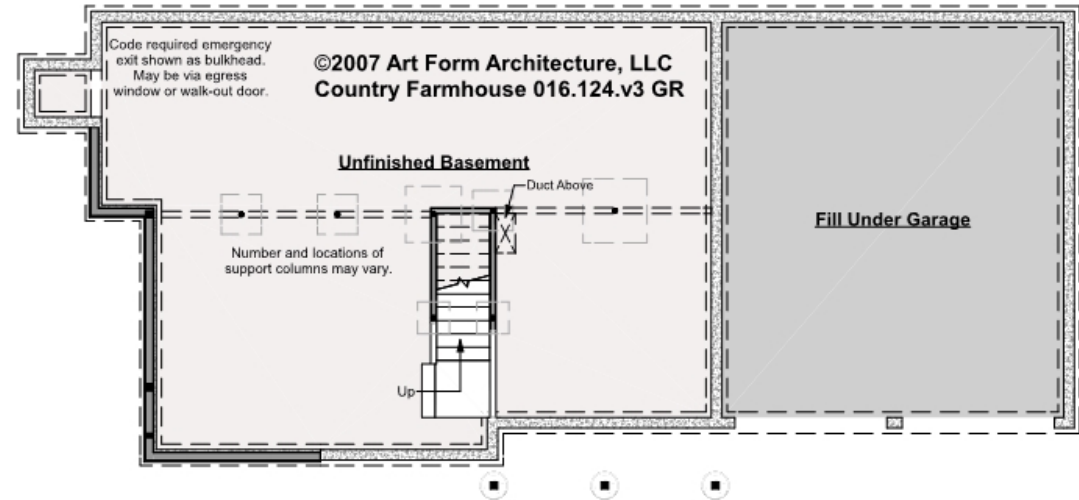 Code required emergency
exit shown as bulkhead.
May be via egress
window or walk-out door.
©2007 Art Form Architecture, LLC
Country Farmhouse 016.124.v3 GR
Unfinished Basement
Duct Above
Fill Under Garage
Number and locations of
support columns may vary.
Up